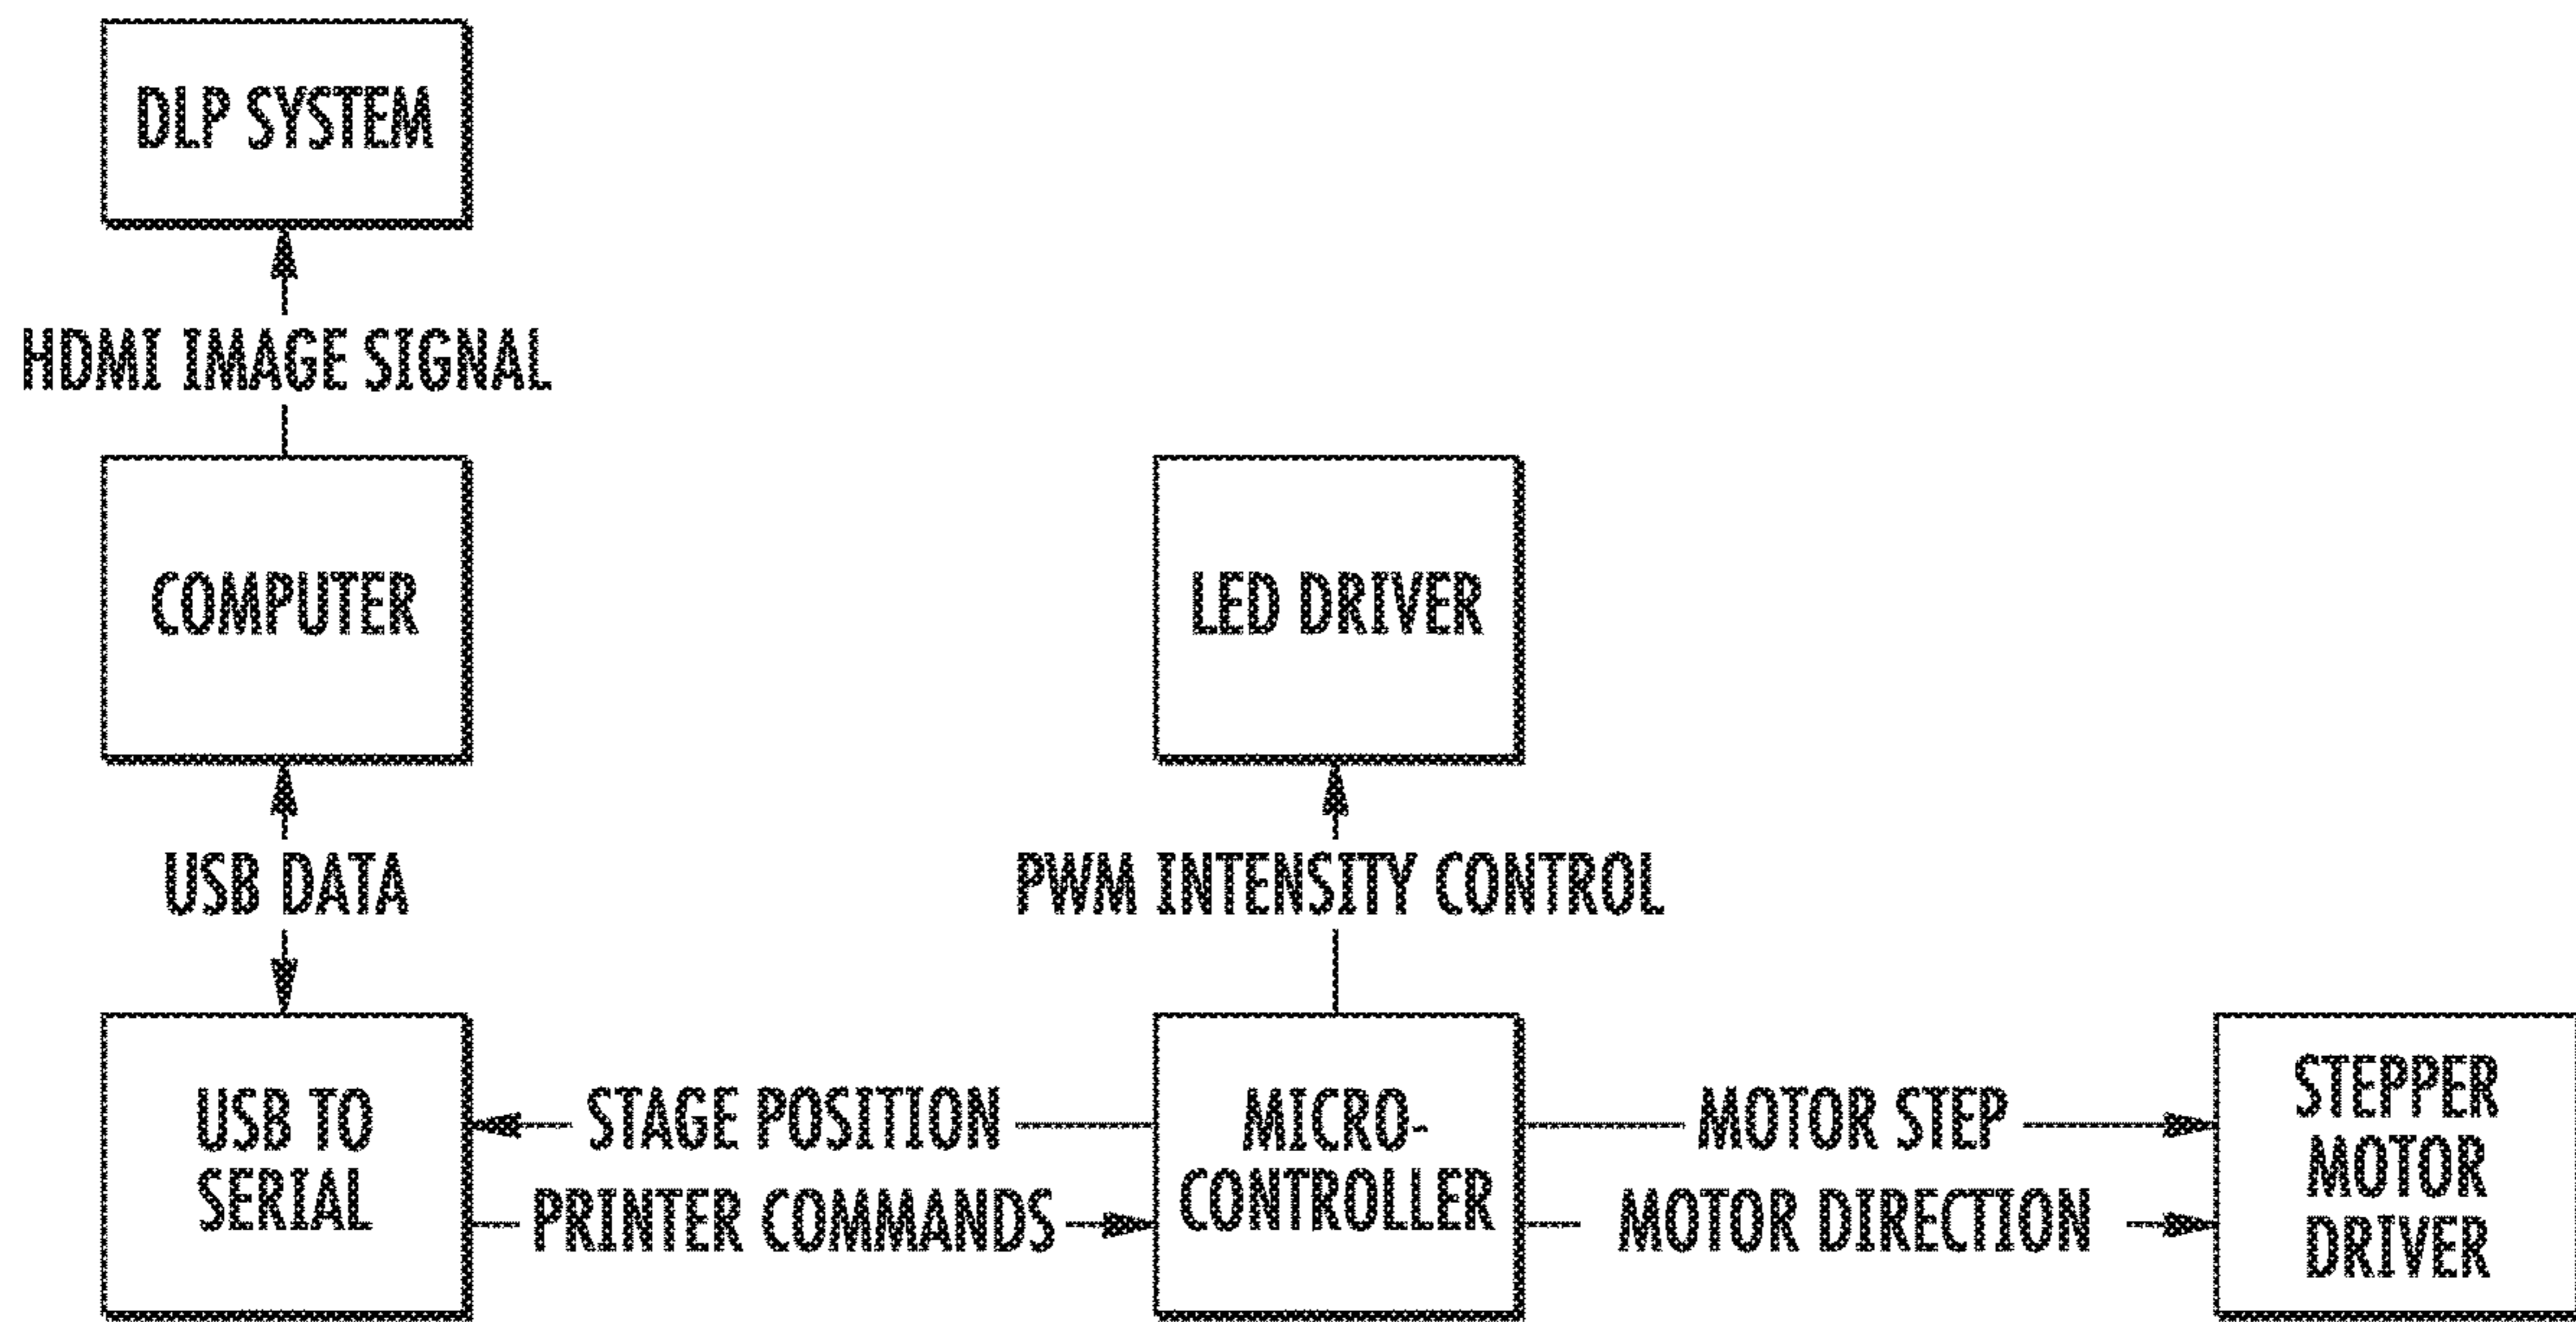 DLP SYSTEM
HDMI IMAGE SIGNAL
COMPUTER
LED DRIVER
USB DATA
PWM INTENSITY CONTROL
USB TO
SERIAL
STAGE POSITION
PRINTER COMMANDS
MICRO-
CONTROLLER
MOTOR STEP
MOTOR DIRECTION
STEPPER
MOTOR
DRIVER